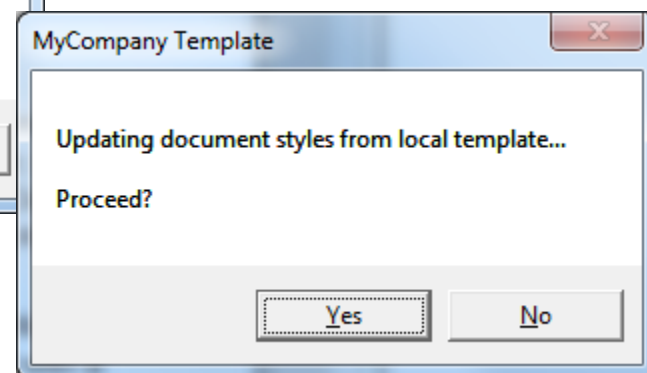 MyCompany Template
Updating document styles from local template...
Proceed?
Yes
No